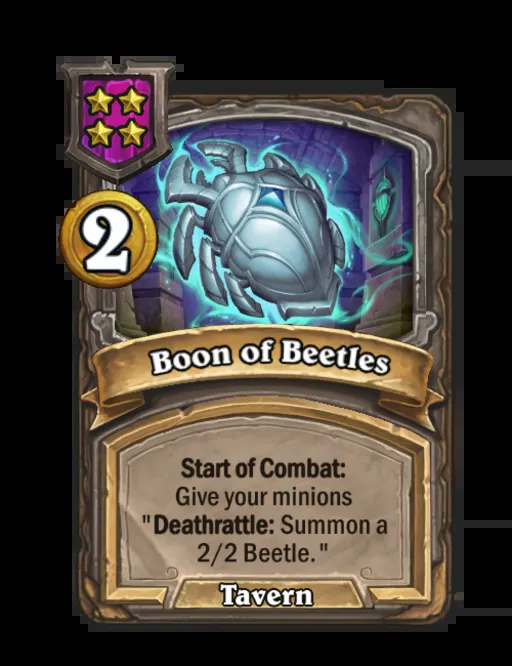 2
Boon of Beetles
Start of Combat:
Give your minions
"Deathrattle: Summon a
2/2 Beetle."
Tavern